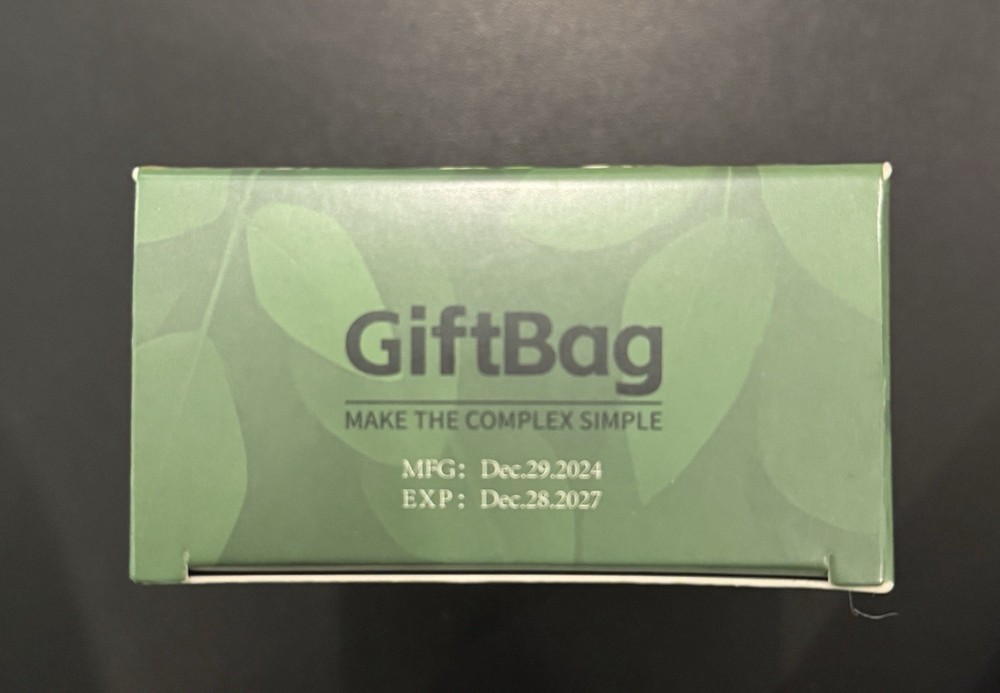 GiftBag
MAKE THE COMPLEX SIMPLE
MFG: Dec.29.2024
EXP: Dec.28.2027